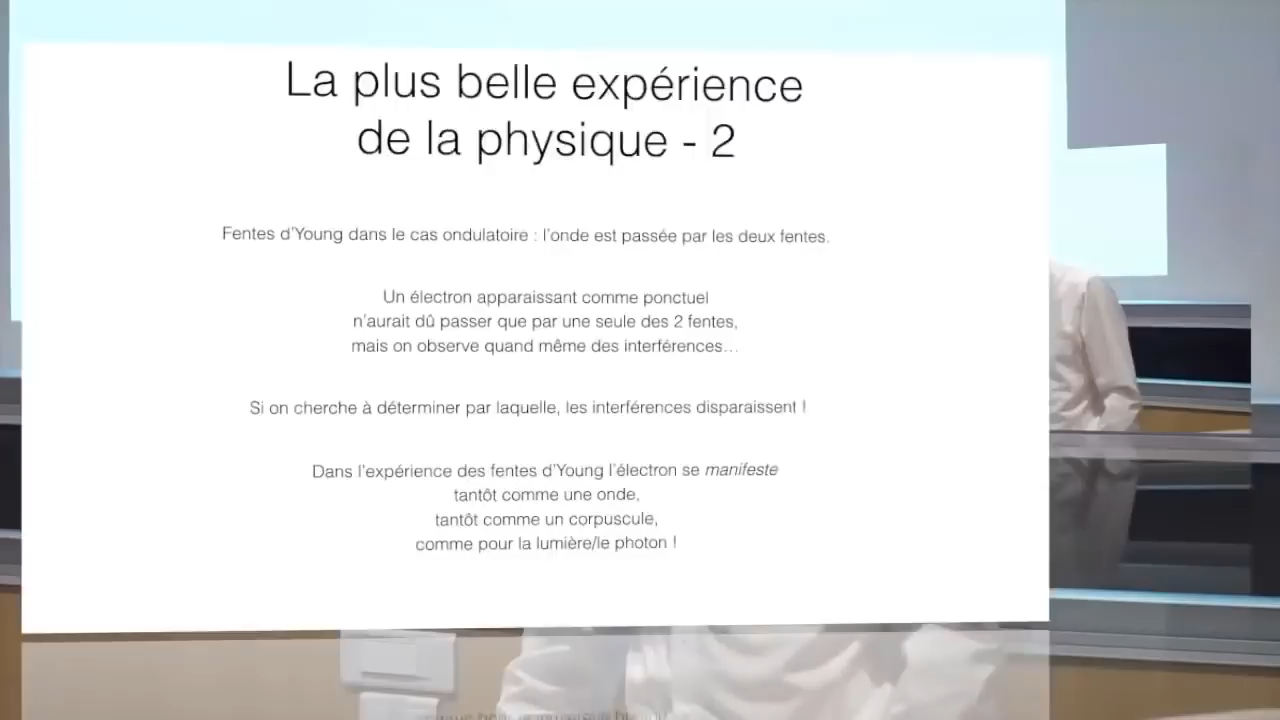 La plus belle expérience
de la physique - 2
Fentes d'Young dans le cas ondulatoire : l'onde est passée par les deux fentes.
Un électron apparaissant comme ponctuel
n'aurait dû passer que par une seule des 2 fentes,
mais on observe quand même des interférences…
Si on cherche à déterminer par laquelle, les interférences disparaissent !
Dans l'expérience des fentes d'Young l'électron se manifeste
tantôt comme une onde,
tantôt comme un corpuscule,
comme pour la lumière/le photon !